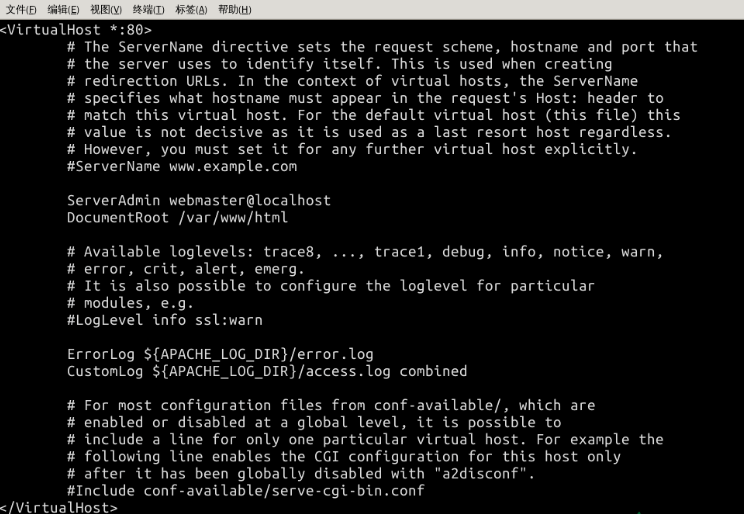 文件(F) 编辑(E) 视图(V) 终端(T) 标签(A) 帮助(H)
<VirtualHost *:80>
# The ServerName directive sets the request scheme, hostname and port that
# the server uses to identify itself. This is used when creating
# redirection URLs. In the context of virtual hosts, the ServerName
# specifies what hostname must appear in the request's Host: header to
# match this virtual host. For the default virtual host (this file) this
# value is not decisive as it is used as a last resort host regardless.
# However, you must set it for any further virtual host explicitly.
#ServerName www.example.com
ServerAdmin webmaster@localhost
DocumentRoot /var/www/html
# Available loglevels: trace8, ..., trace1, debug, info, notice, warn,
# error, crit, alert, emerg.
# It is also possible to configure the loglevel for particular
# modules, e.g.
#LogLevel info ssl:warn
ErrorLog ${APACHE_LOG_DIR}/error.log
CustomLog ${APACHE_LOG_DIR}/access.log combined
# For most configuration files from conf-available/, which are
# enabled or disabled at a global level, it is possible to
# include a line for only one particular virtual host. For example the
# following line enables the CGI configuration for this host only
# after it has been globally disabled with "a2disconf".
#Include conf-available/serve-cgi-bin.conf
</VirtualHost>